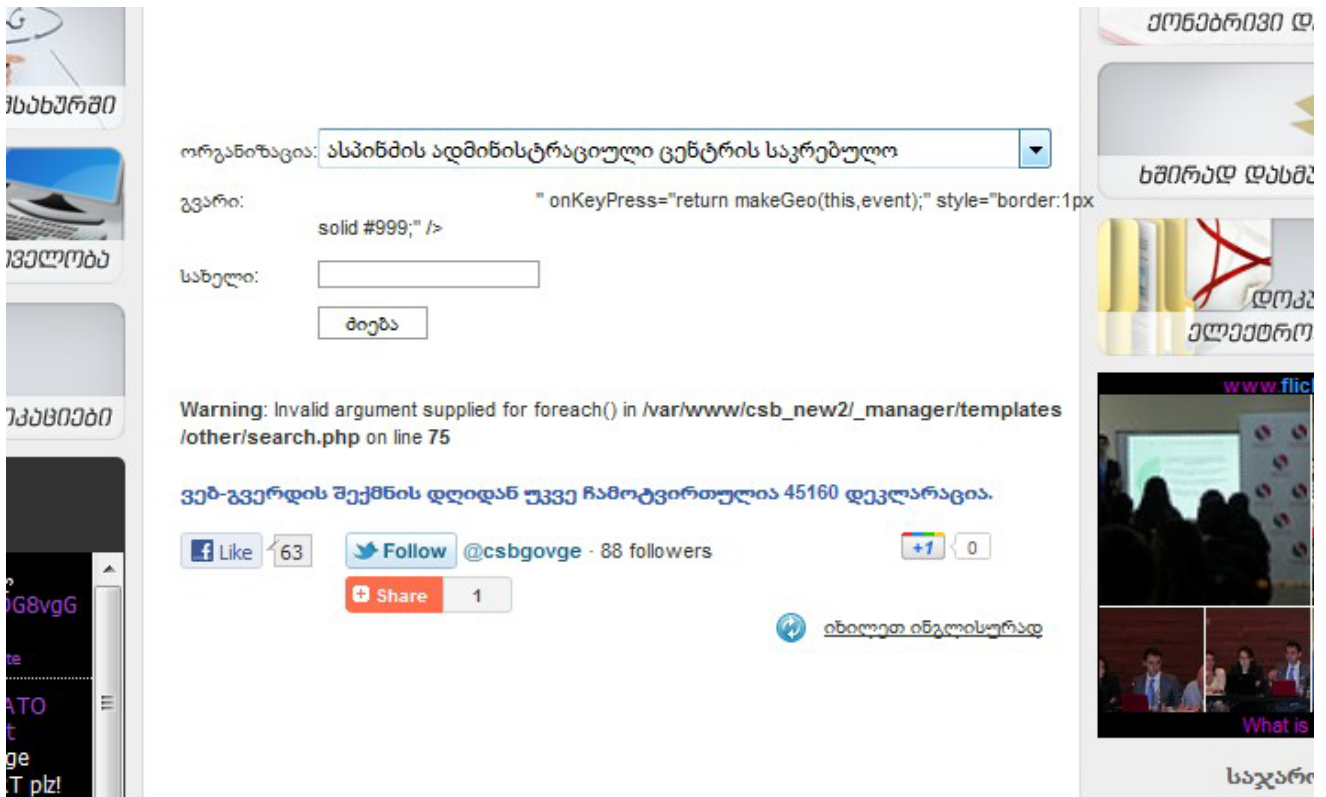 ქონებრივი
ხშირად
ორგანიზაცია: ასპინძის ადმინისტრაციული ცენტრის საკრებულო
გვარი: " onKeyPress="return makeGeo(this,event);" style="border:1px
solid #999;" />
სახელი:
ძიება
Warning: Invalid argument supplied for foreach() in /var/www/csb_new2/_manager/templates
/other/search.php on line 75
ვებ-გვერდის შექმნის დღიდან უკვე ჩამოტვირთულია 45160 დეკლარაცია.
Like 63 Follow @csbgovge - 88 followers +1 0
Share 1
იხილეთ ინგლისურად
G8vgG
ATO
ge
T plz!
www.flic
What is